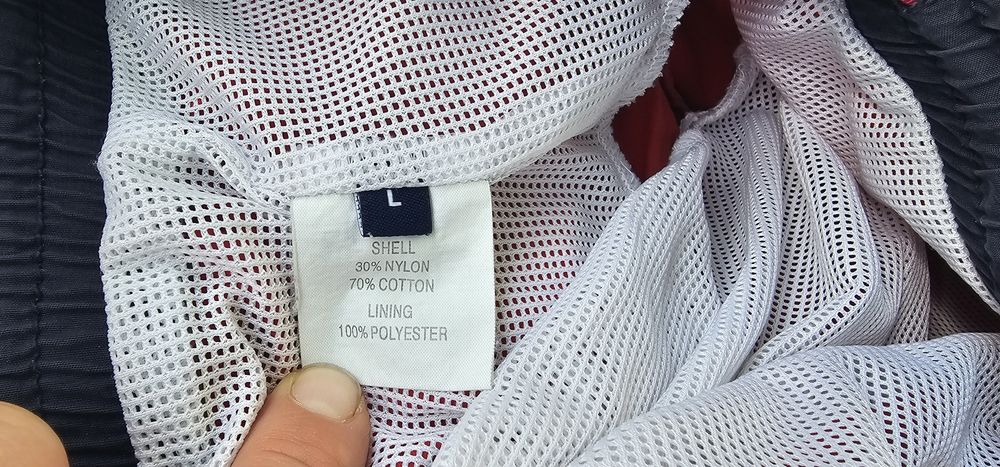 L
SHELL
30% NYLON
70% COTTON
LINING
100% POLYESTER